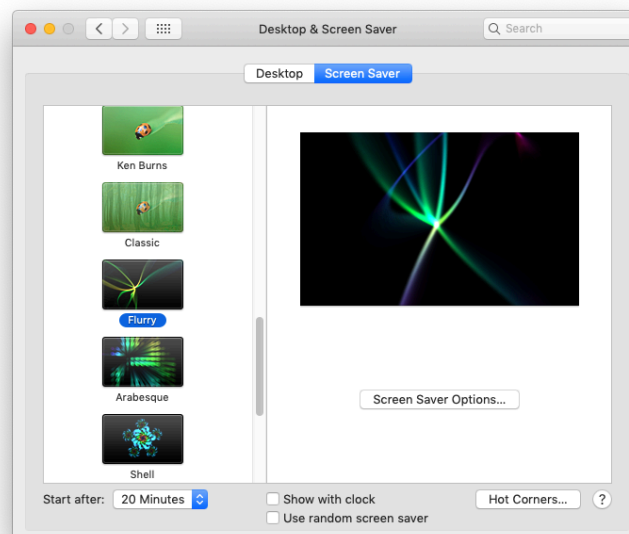 Desktop & Screen Saver
Search
Desktop
Screen Saver
Ken Burns
Classic
Flurry
Arabesque
Shell
Screen Saver Options...
Start after: 20 Minutes
Show with clock
Use random screen saver
Hot Corners...
?